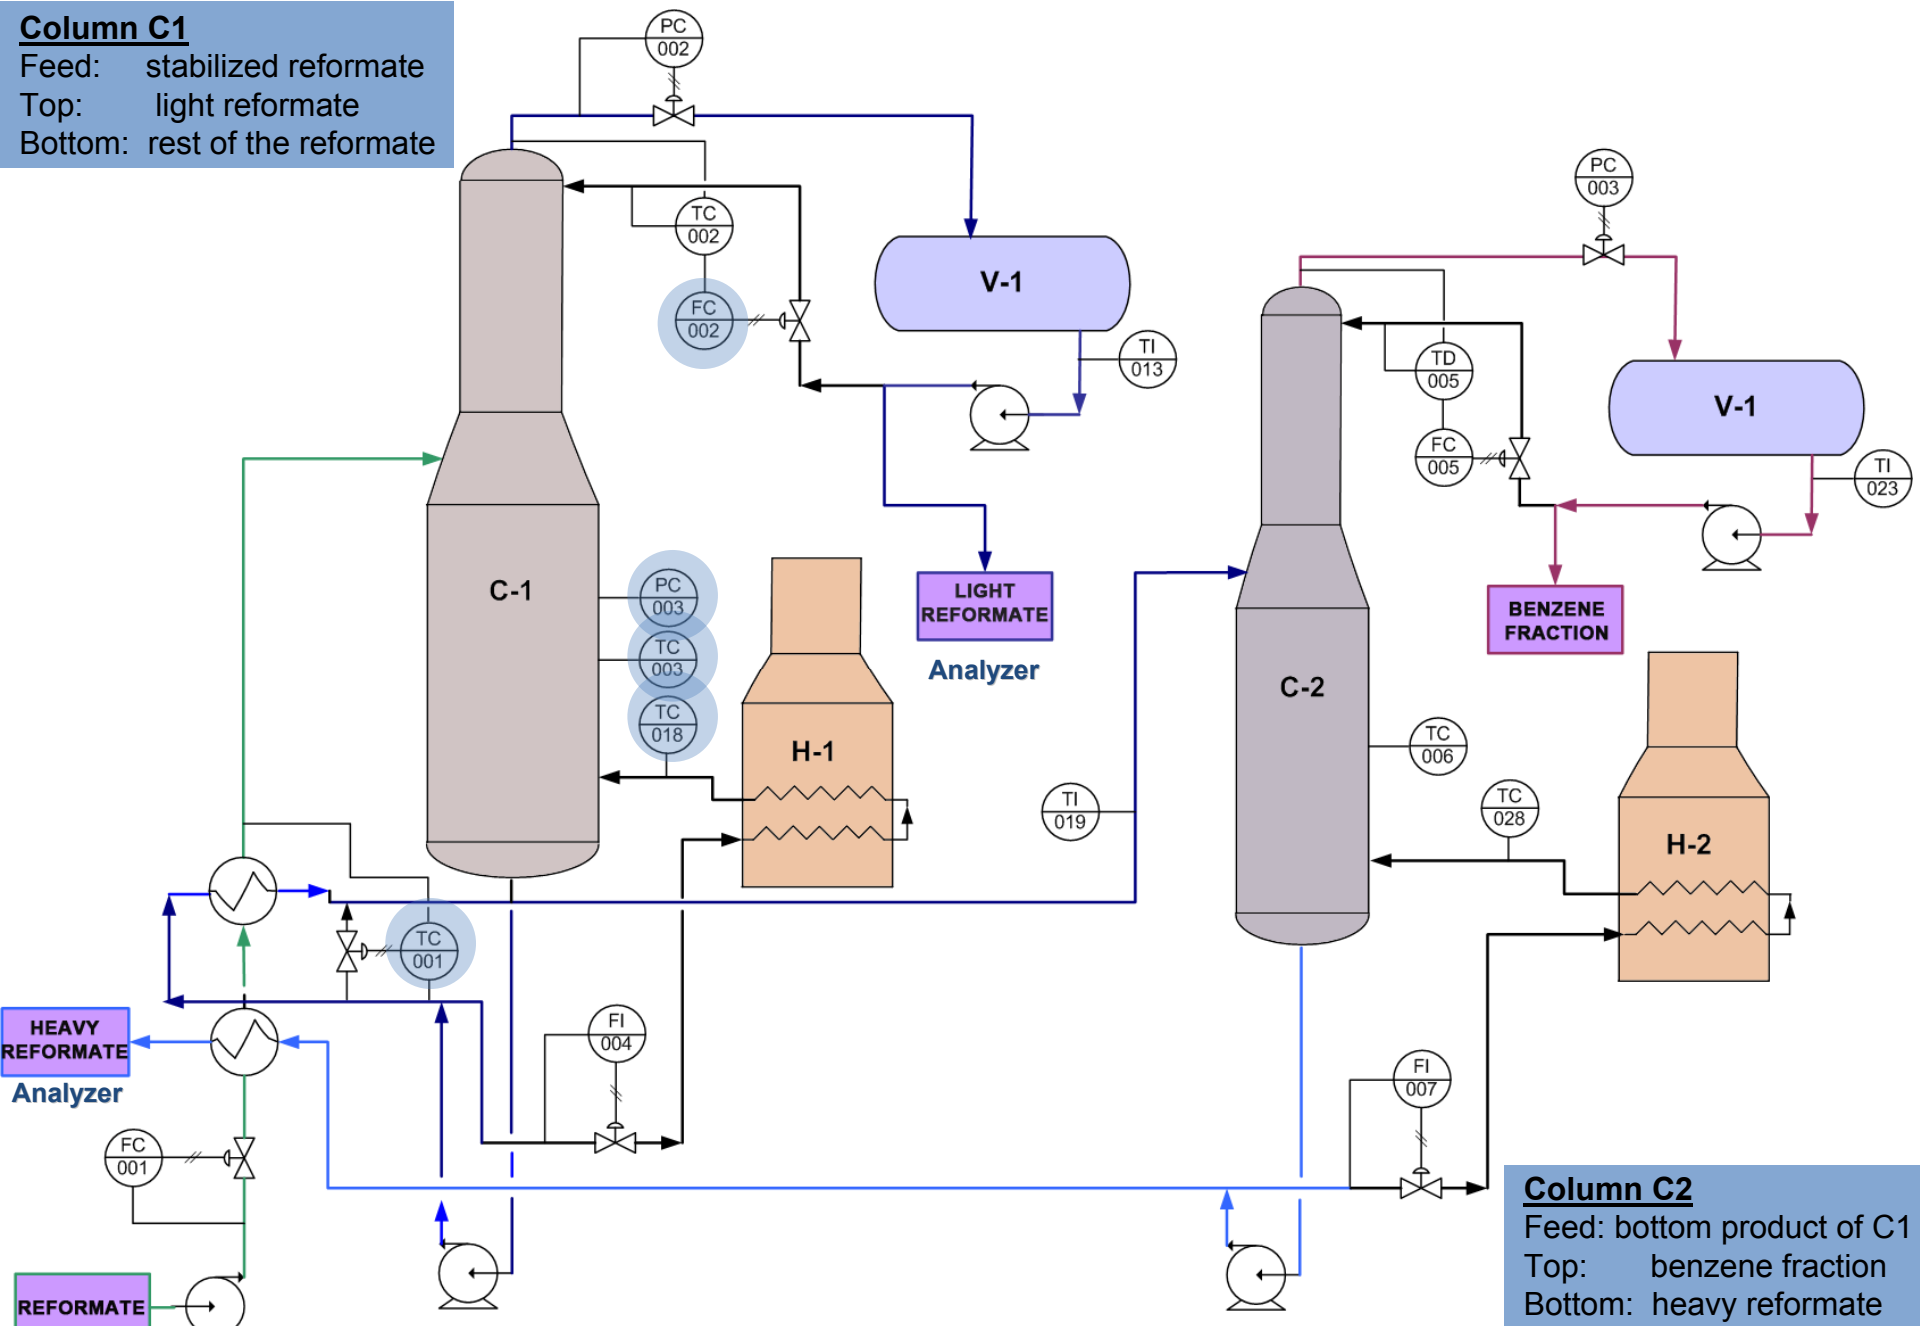 Column C1
Feed: stabilized reformate
Top: light reformate
Bottom: rest of the reformate
PC
002
TC
002
FC
002
V-1
TI
013
PC
003
V-1
TD
005
FC
005
TI
023
C-1
PC
003
TC
003
TC
018
H-1
LIGHT
REFORMATE
Analyzer
BENZENE
FRACTION
C-2
TC
006
TI
019
TC
028
H-2
TC
001
HEAVY
REFORMATE
Analyzer
FI
004
FI
007
FC
001
REFORMATE
Column C2
Feed: bottom product of C1
Top: benzene fraction
Bottom: heavy reformate